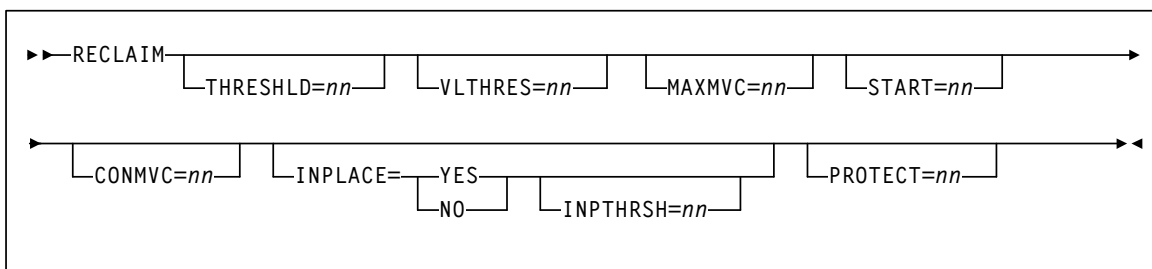 RECLAIM
THRESHLD=nn VLTHRES=nn MAXMVC=nn START=nn
CONMVC=nn INPLACE= YES PROTECT=nn
NO INPTHRSH=nn